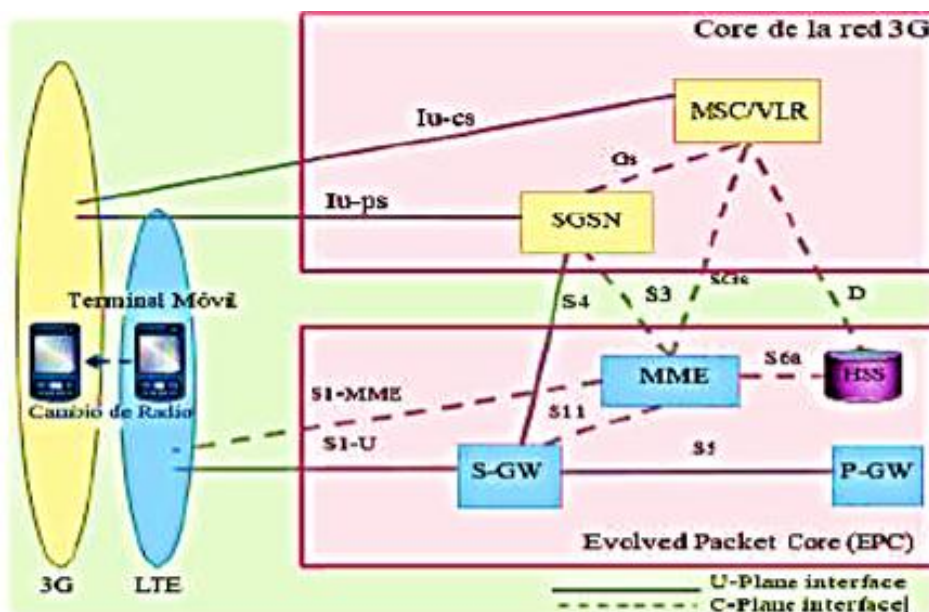 Core de la red 3G
MSC/VLR
Iu-cs
Gs
Iu-ps
SGSN
Terminal Móvil
S4
S3
SGs
D
S1-MME
MME
S6a
HSS
Cambio de Radio
S11
S1-U
S5
S-GW
P-GW
Evolved Packet Core (EPC)
3G
LTE
U-Plane interface
C-Plane interface